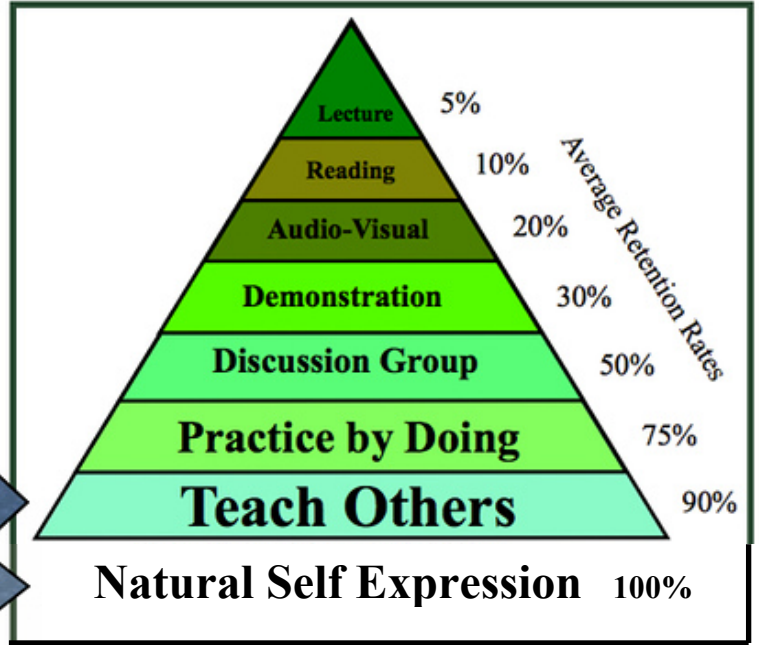 Lecture 5%
Reading 10%
Audio-Visual 20%
Demonstration 30%
Discussion Group 50%
Practice by Doing 75%
Teach Others 90%
Average Retention Rates
Natural Self Expression 100%